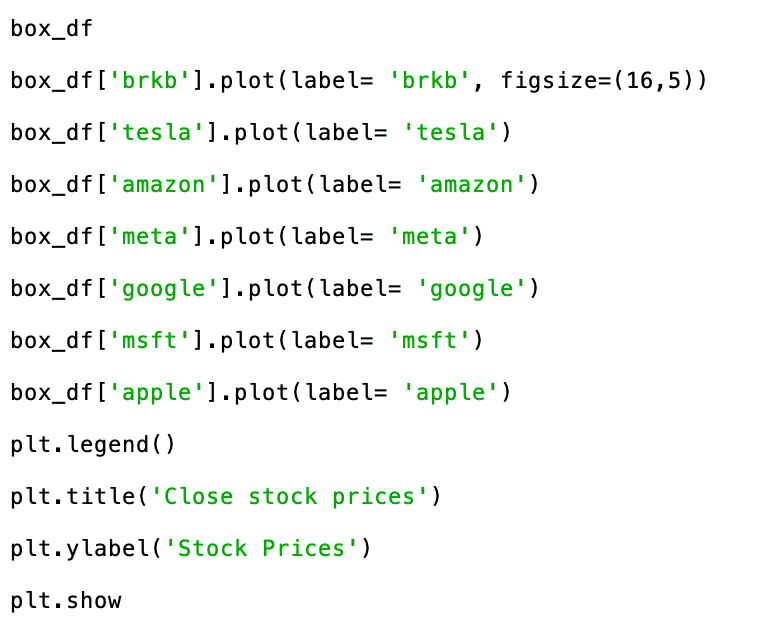 box_df
box_df['brkb'].plot(label= 'brkb', figsize=(16,5))
box_df['tesla'].plot(label= 'tesla')
box_df['amazon'].plot(label= 'amazon')
box_df['meta'].plot(label= 'meta')
box_df['google'].plot(label= 'google')
box_df['msft'].plot(label= 'msft')
box_df['apple'].plot(label= 'apple')
plt.legend()
plt.title('Close stock prices')
plt.ylabel('Stock Prices')
plt.show